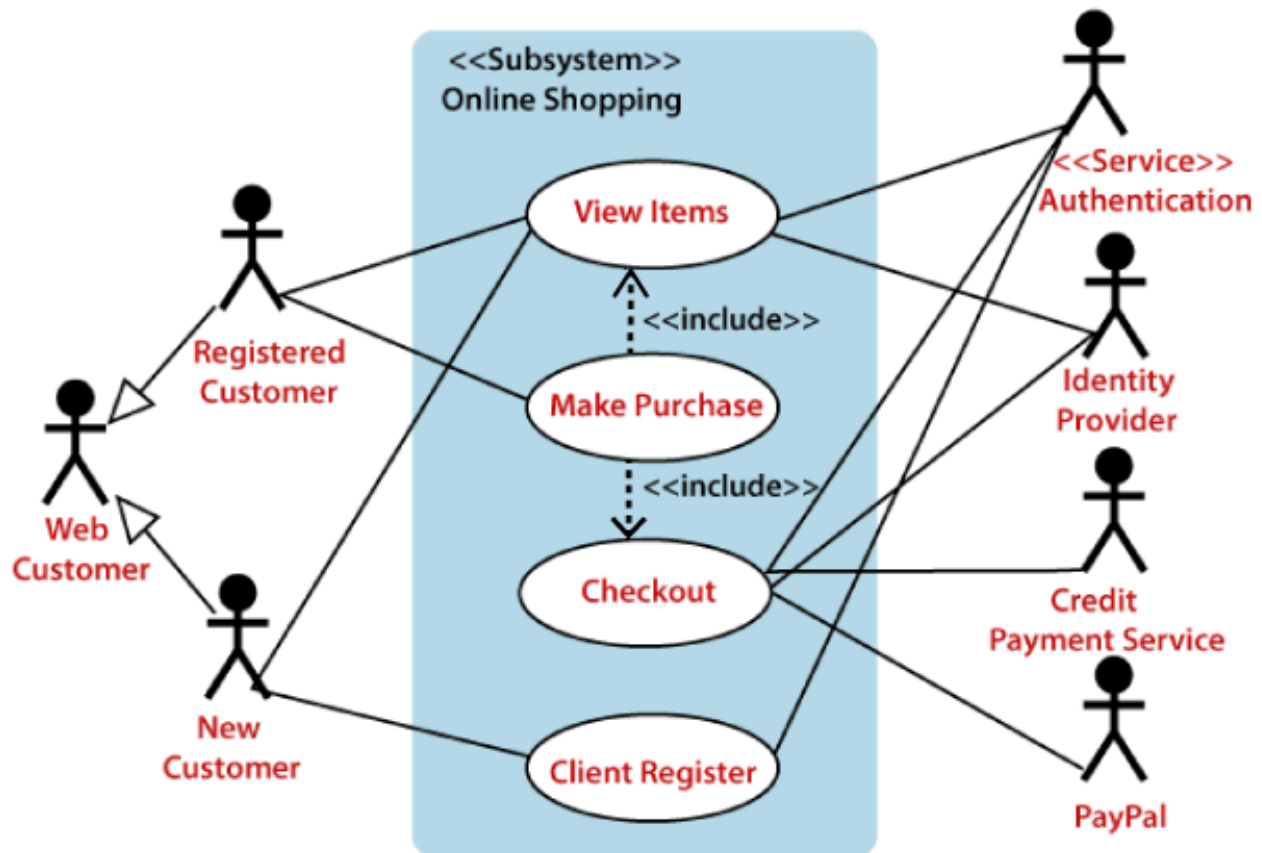 <<Subsystem>>
Online Shopping
View Items
<<include>>
Make Purchase
<<include>>
Checkout
Client Register
Registered
Customer
Web
Customer
New
Customer
<<Service>>
Authentication
Identity
Provider
Credit
Payment Service
PayPal